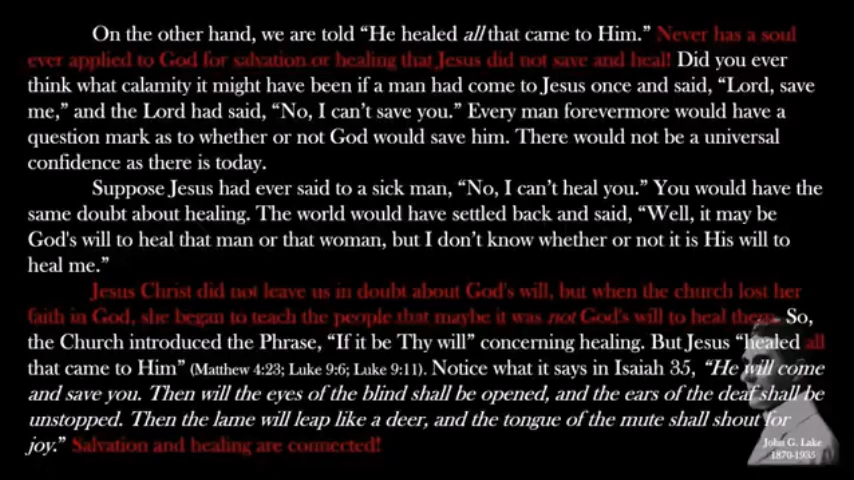 On the other hand, we are told “He healed all that came to Him.” Never has a soul
ever applied to God for salvation or healing that Jesus did not save and heal! Did you ever
think what calamity it might have been if a man had come to Jesus once and said, “Lord, save
me,” and the Lord had said, “No, I can’t save you.” Every man forevermore would have a
question mark as to whether or not God would save him. There would not be a universal
confidence as there is today.
Suppose Jesus had ever said to a sick man, “No, I can’t heal you.” You would have the
same doubt about healing. The world would have settled back and said, “Well, it may be
God's will to heal that man or that woman, but I don’t know whether or not it is His will to
heal me.”
Jesus Christ did not leave us in doubt about God's will, but when the church lost her
faith in God, she began to teach the people that maybe it was not God's will to heal them. So,
the Church introduced the Phrase, “If it be Thy will” concerning healing. But Jesus “healed all
that came to Him” (Matthew 4:23; Luke 9:6; Luke 9:11). Notice what it says in Isaiah 35, “He will come
and save you. Then will the eyes of the blind shall be opened, and the ears of the deaf shall be
unstopped. Then the lame will leap like a deer, and the tongue of the mute shall shout for
joy.” Salvation and healing are connected!
John G. Lake
1870-1935